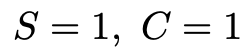 S = 1, C = 1